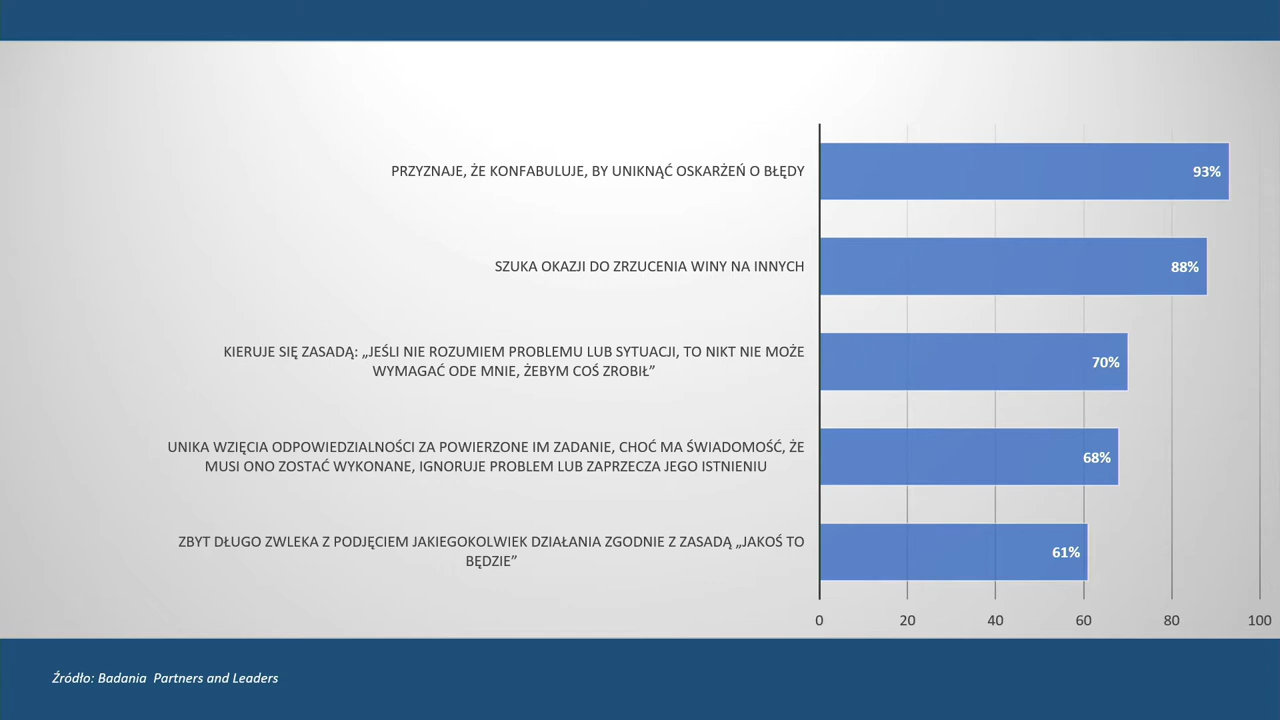 PRZYZNAJE, ŻE KONFABULUJE, BY UNIKNĄĆ OSKARŻEŃ O BŁĘDY
93%
SZUKA OKAZJI DO ZRZUCENIA WINY NA INNYCH
88%
KIERUJE SIĘ ZASADĄ: „JEŚLI NIE ROZUMIEM PROBLEMU LUB SYTUACJI, TO NIKT NIE MOŻE
WYMAGAĆ ODE MNIE, ŻEBYM COŚ ZROBIŁ”
70%
UNIKA WZIĘCIA ODPOWIEDZIALNOŚCI ZA POWIERZONE IM ZADANIE, CHOĆ MA ŚWIADOMOŚĆ, ŻE
MUSI ONO ZOSTAĆ WYKONANE, IGNORUJE PROBLEM LUB ZAPRZECZA JEGO ISTNIENIU
68%
ZBYT DŁUGO ZWLEKA Z PODJĘCIEM JAKIEGOKOLWIEK DZIAŁANIA ZGODNIE Z ZASADĄ „JAKOŚ TO
BĘDZIE”
61%
0 20 40 60 80 100
Źródło: Badania Partners and Leaders